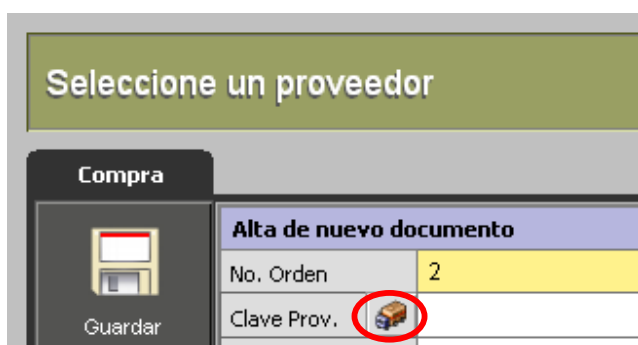 Seleccione un proveedor
Compra
Alta de nuevo documento
No. Orden 2
Clave Prov.
Guardar